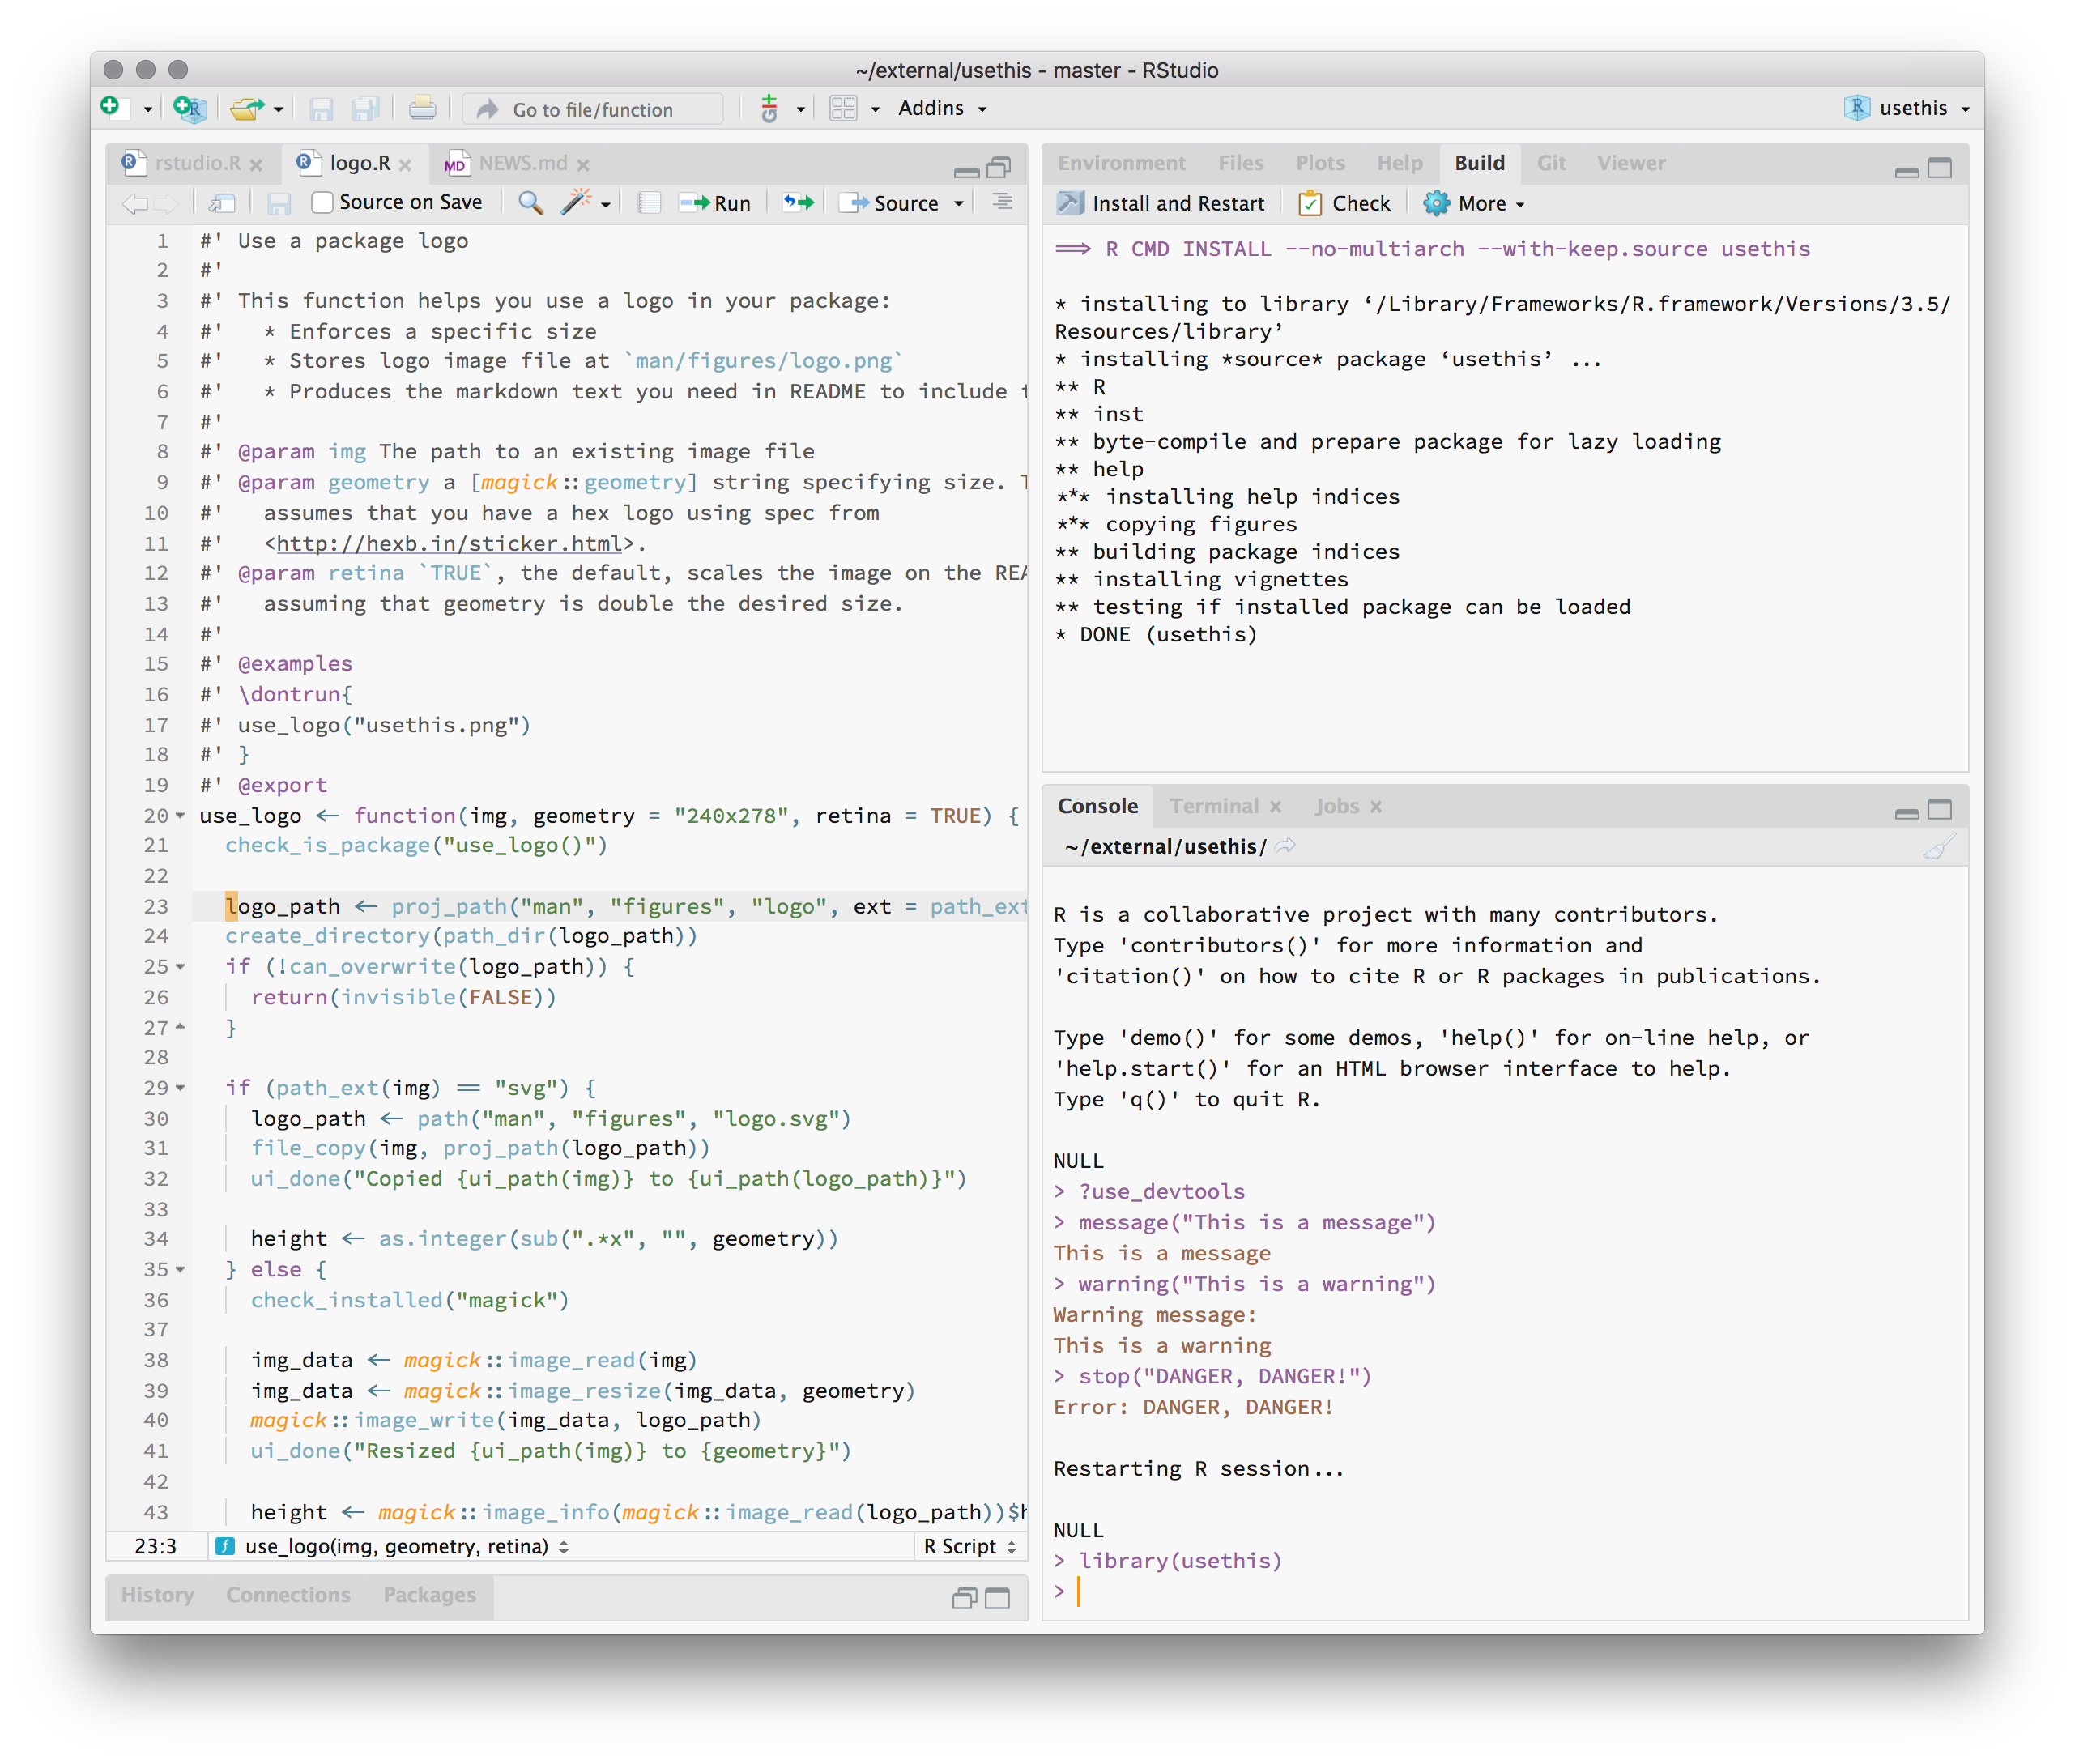 ~/external/usethis - master - RStudio
Go to file/function
Addins
usethis
rstudio.R
logo.R
MD NEWS.md
Source on Save
Run
Source
1 #' Use a package logo
2 #'
3 #' This function helps you use a logo in your package:
4 #'   * Enforces a specific size
5 #'   * Stores logo image file at `man/figures/logo.png`
6 #'   * Produces the markdown text you need in README to include
7 #'
8 #' @param img The path to an existing image file
9 #' @param geometry a [magick::geometry] string specifying size.
10 #'   assumes that you have a hex logo using spec from
11 #'   <http://hexb.in/sticker.html>.
12 #' @param retina `TRUE`, the default, scales the image on the
13 #'   assuming that geometry is double the desired size.
14 #'
15 #' @examples
16 #' \dontrun{
17 #' use_logo("usethis.png")
18 #' }
19 #' @export
20 use_logo <- function(img, geometry = "240x278", retina = TRUE) {
21   check_is_package("use_logo()")
22
23   logo_path <- proj_path("man", "figures", "logo", ext = path_ext
24   create_directory(path_dir(logo_path))
25   if (!can_overwrite(logo_path)) {
26     return(invisible(FALSE))
27   }
28
29   if (path_ext(img) == "svg") {
30     logo_path <- path("man", "figures", "logo.svg")
31     file_copy(img, proj_path(logo_path))
32     ui_done("Copied {ui_path(img)} to {ui_path(logo_path)}")
33
34     height <- as.integer(sub(".*x", "", geometry))
35   } else {
36     check_installed("magick")
37
38     img_data <- magick::image_read(img)
39     img_data <- magick::image_resize(img_data, geometry)
40     magick::image_write(img_data, logo_path)
41     ui_done("Resized {ui_path(img)} to {geometry}")
42
43     height <- magick::image_info(magick::image_read(logo_path))$h
23:3
use_logo(img, geometry, retina)
R Script
History
Connections
Packages
Environment
Files
Plots
Help
Build
Git
Viewer
Install and Restart
Check
More
==> R CMD INSTALL --no-multiarch --with-keep.source usethis
* installing to library ‘/Library/Frameworks/R.framework/Versions/3.5/
Resources/library’
* installing *source* package ‘usethis’ ...
** R
** inst
** byte-compile and prepare package for lazy loading
** help
*** installing help indices
*** copying figures
** building package indices
** installing vignettes
** testing if installed package can be loaded
* DONE (usethis)
Console
Terminal
Jobs
~/external/usethis/
R is a collaborative project with many contributors.
Type 'contributors()' for more information and
'citation()' on how to cite R or R packages in publications.
Type 'demo()' for some demos, 'help()' for on-line help, or
'help.start()' for an HTML browser interface to help.
Type 'q()' to quit R.
NULL
> ?use_devtools
> message("This is a message")
This is a message
> warning("This is a warning")
Warning message:
This is a warning
> stop("DANGER, DANGER!")
Error: DANGER, DANGER!
Restarting R session...
NULL
> library(usethis)
>